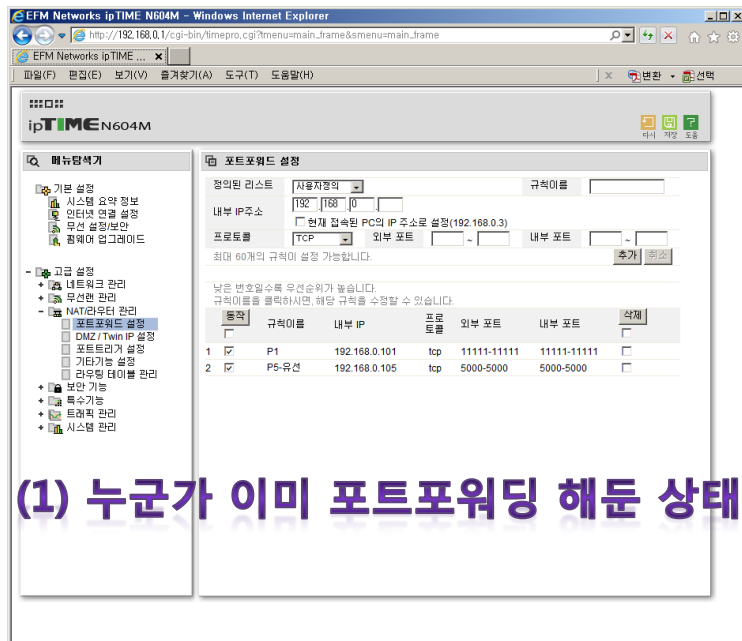 EFM Networks ipTIME N604M - Windows Internet Explorer
http://192.168.0.1/cgi-bin/timepro.cgi?tmenu=main_frame&smenu=main_frame
EFM Networks ipTIME ... x
파일(F) 편집(E) 보기(V) 즐겨찾기(A) 도구(T) 도움말(H) x 변환 선택
ipTIME N604M
다시 저장 도움
메뉴탐색기
포트포워드 설정
기본 설정
시스템 요약 정보
인터넷 연결 설정
무선 설정/보안
펌웨어 업그레이드
- 고급 설정
+ 네트워크 관리
+ 무선랜 관리
- NAT/라우터 관리
포트포워드 설정
DMZ / Twin IP 설정
포트트리거 설정
기타기능 설정
라우팅 테이블 관리
+ 보안 기능
+ 특수기능
+ 트래픽 관리
+ 시스템 관리
정의된 리스트 사용자정의 규칙이름
내부 IP주소 192 . 168 . 0 .
현재 접속된 PC의 IP 주소로 설정(192.168.0.3)
프로토콜 TCP 외부 포트 ~ 내부 포트 ~
최대 60개의 규칙이 설정 가능합니다. 추가 취소
낮은 번호일수록 우선순위가 높습니다.
규칙이름을 클릭하시면, 해당 규칙을 수정할 수 있습니다.
동작 규칙이름 내부 IP 프로토콜 외부 포트 내부 포트 삭제
1 P1 192.168.0.101 tcp 11111-11111 11111-11111
2 P5-유선 192.168.0.105 tcp 5000-5000 5000-5000
(1) 누군가 이미 포트포워딩 해둔 상태